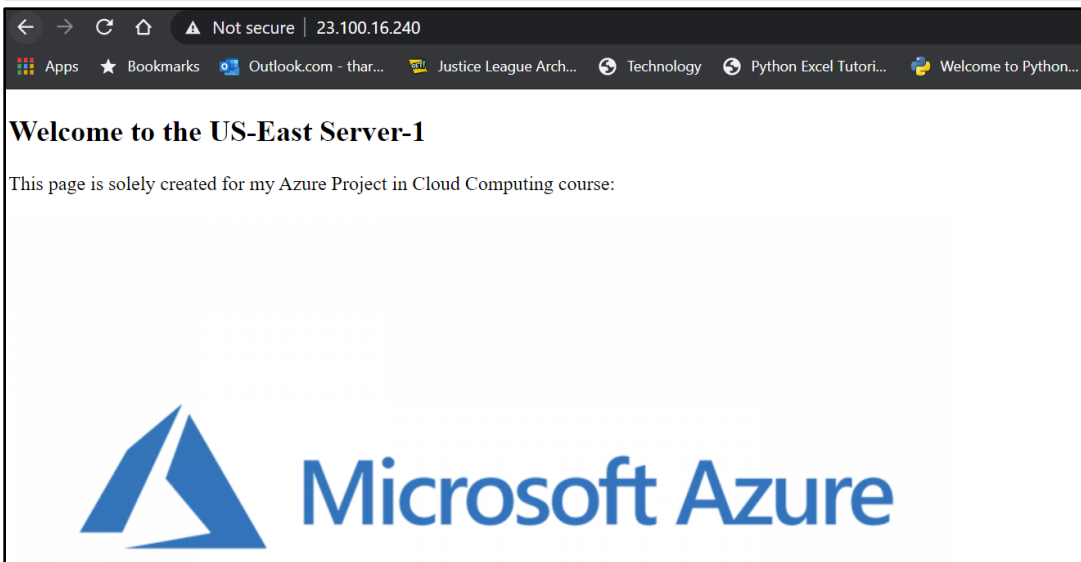 Not secure | 23.100.16.240
Apps Bookmarks Outlook.com - thar... Justice League Arch... Technology Python Excel Tutori... Welcome to Python...
Welcome to the US-East Server-1
This page is solely created for my Azure Project in Cloud Computing course:
Microsoft Azure